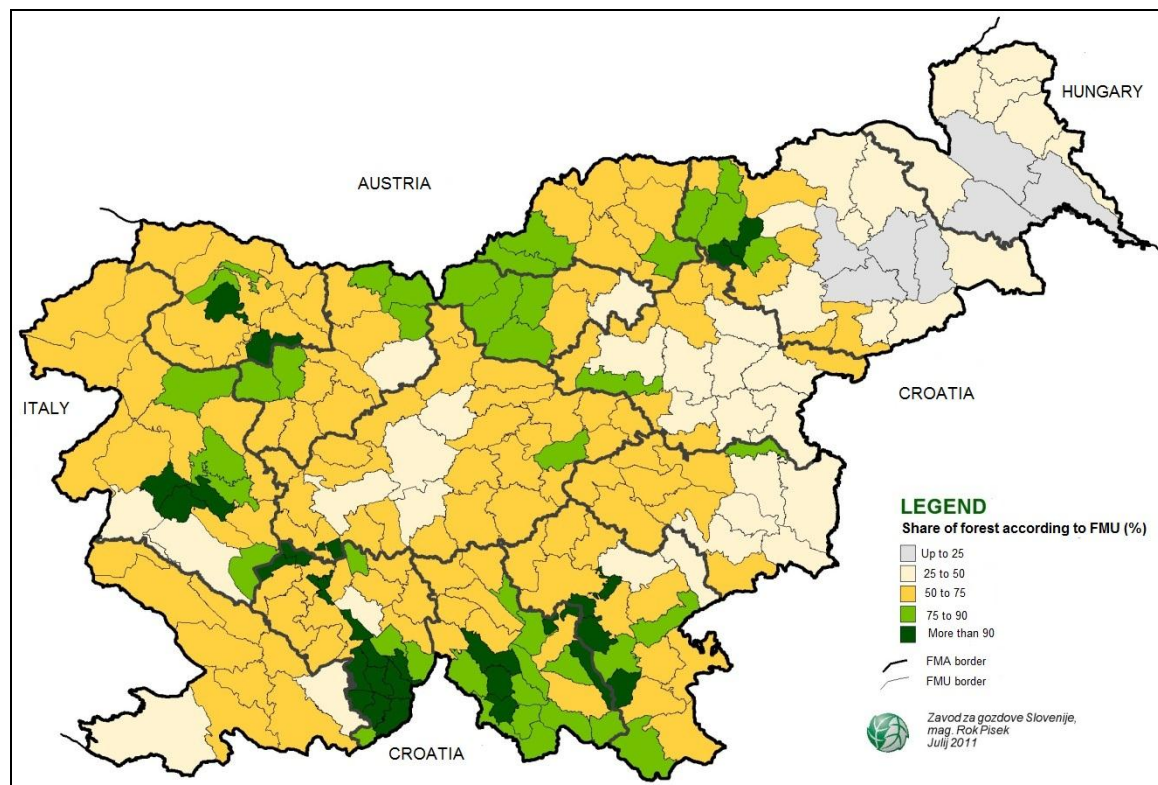 HUNGARY
AUSTRIA
ITALY
CROATIA
LEGEND
Share of forest according to FMU (%)
Up to 25
25 to 50
50 to 75
75 to 90
More than 90
FMA border
FMU border
Zavod za gozdove Slovenije,
mag. Rok Pisek
Julij 2011
CROATIA